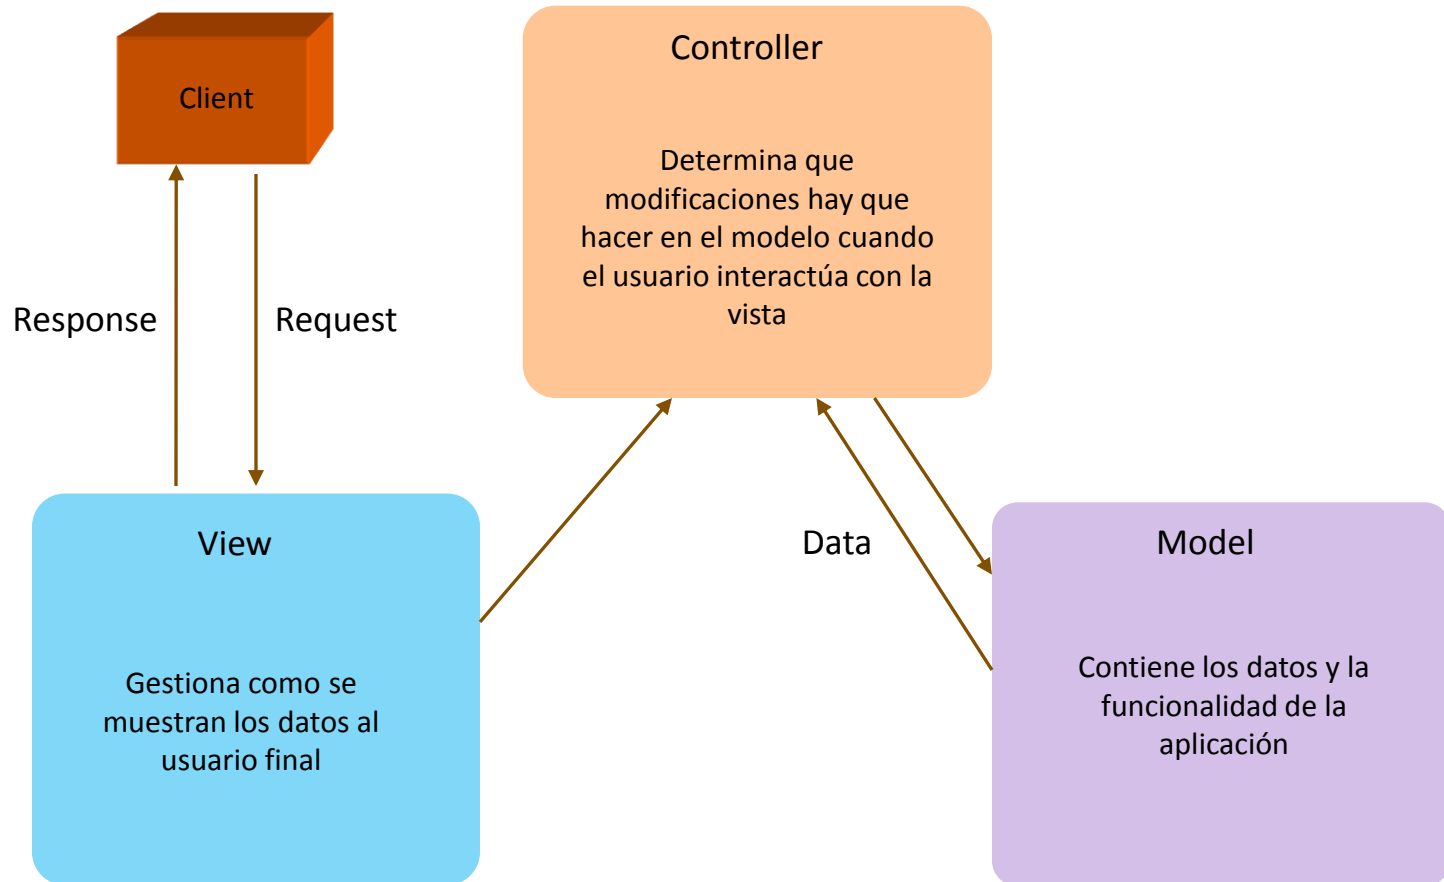 Client
Controller
Determina que
modificaciones hay que
hacer en el modelo cuando
el usuario interactúa con la
vista
Response
Request
View
Gestiona como se
muestran los datos al
usuario final
Data
Model
Contiene los datos y la
funcionalidad de la
aplicación